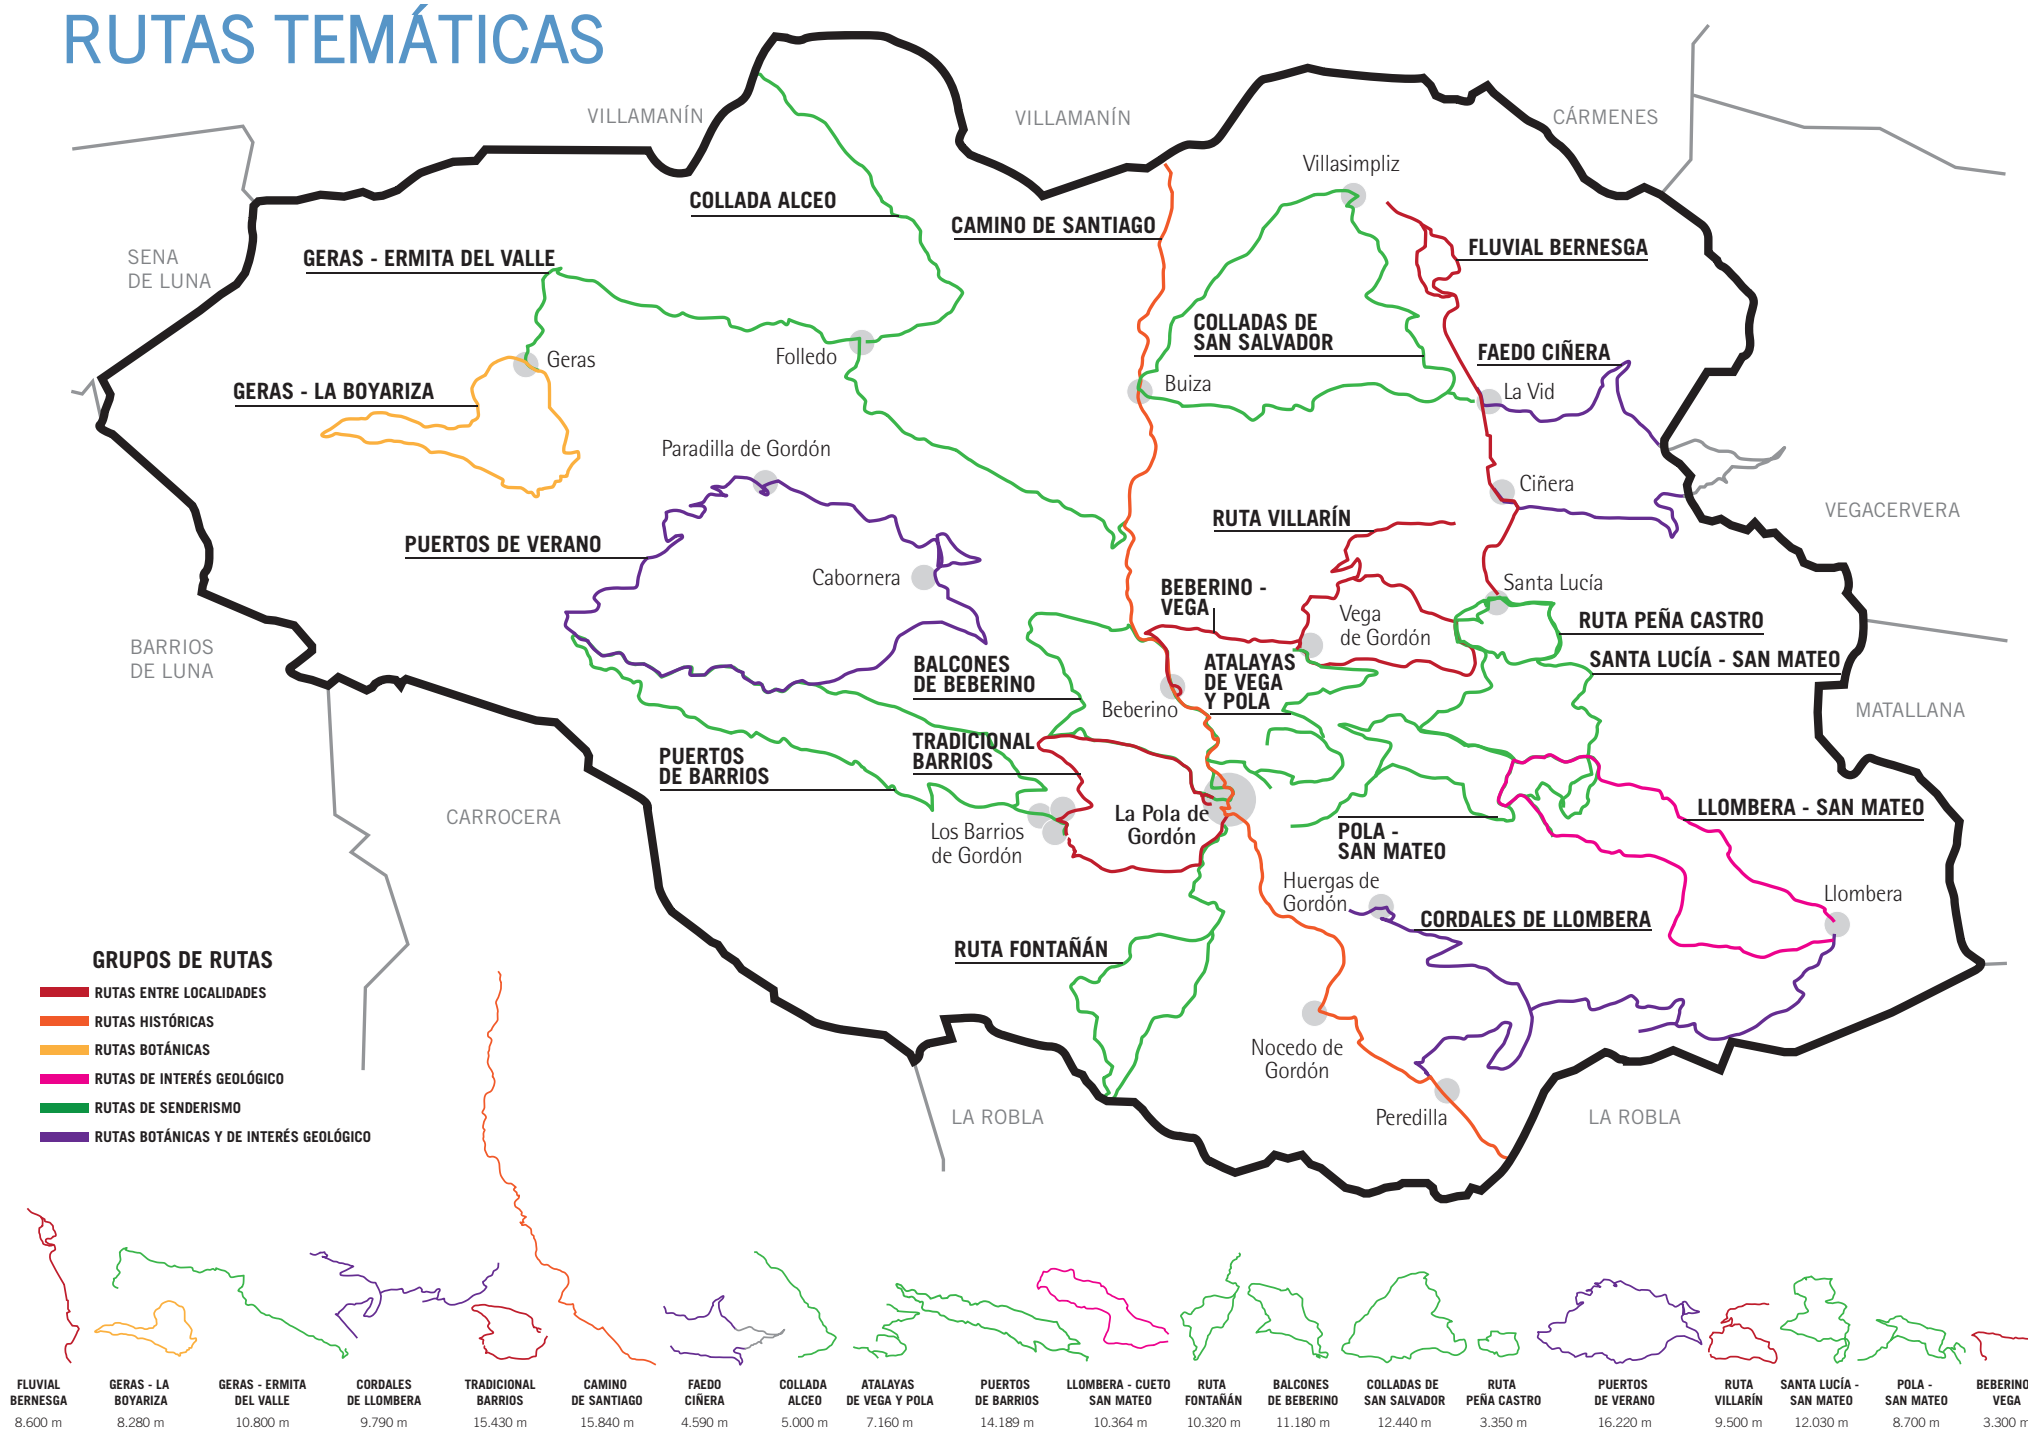 RUTAS TEMÁTICAS
VILLAMANÍN
VILLAMANÍN
CÁRMENES
Villasimpliz
COLLADA ALCEO
CAMINO DE SANTIAGO
FLUVIAL BERNESGA
SENA
DE LUNA
GERAS - ERMITA DEL VALLE
COLLADAS DE
SAN SALVADOR
FAEDO CIÑERA
Folledo
Geras
GERAS - LA BOYARIZA
Buiza
La Vid
Paradilla de Gordón
Ciñera
VEGACERVERA
RUTA VILLARÍN
PUERTOS DE VERANO
Cabornera
BEBERINO -
VEGA
Santa Lucía
Vega
de Gordón
RUTA PEÑA CASTRO
BARRIOS
DE LUNA
BALCONES
DE BEBERINO
ATALAYAS
DE VEGA
Y POLA
SANTA LUCÍA - SAN MATEO
Beberino
MATALLANA
TRADICIONAL
BARRIOS
PUERTOS
DE BARRIOS
CARROCERA
Los Barrios
de Gordón
La Pola de
Gordón
POLA -
SAN MATEO
LLOMBERA - SAN MATEO
Huergas de
Gordón
Llombera
CORDALES DE LLOMBERA
RUTA FONTAÑÁN
Nocedo de
Gordón
Peredilla
LA ROBLA
LA ROBLA
GRUPOS DE RUTAS
RUTAS ENTRE LOCALIDADES
RUTAS HISTÓRICAS
RUTAS BOTÁNICAS
RUTAS DE INTERÉS GEOLÓGICO
RUTAS DE SENDERISMO
RUTAS BOTÁNICAS Y DE INTERÉS GEOLÓGICO
FLUVIAL
BERNESGA
8.600 m
GERAS - LA
BOYARIZA
8.280 m
GERAS - ERMITA
DEL VALLE
10.800 m
CORDALES
DE LLOMBERA
9.790 m
TRADICIONAL
BARRIOS
15.430 m
CAMINO
DE SANTIAGO
15.840 m
FAEDO
CIÑERA
4.590 m
COLLADA
ALCEO
5.000 m
ATALAYAS
DE VEGA Y POLA
7.160 m
PUERTOS
DE BARRIOS
14.189 m
LLOMBERA - CUETO
SAN MATEO
10.364 m
RUTA
FONTAÑÁN
10.320 m
BALCONES
DE BEBERINO
11.180 m
COLLADAS DE
SAN SALVADOR
12.440 m
RUTA
PEÑA CASTRO
3.350 m
PUERTOS
DE VERANO
16.220 m
RUTA
VILLARÍN
9.500 m
SANTA LUCÍA -
SAN MATEO
12.030 m
POLA -
SAN MATEO
8.700 m
BEBERINO
VEGA
3.300 m